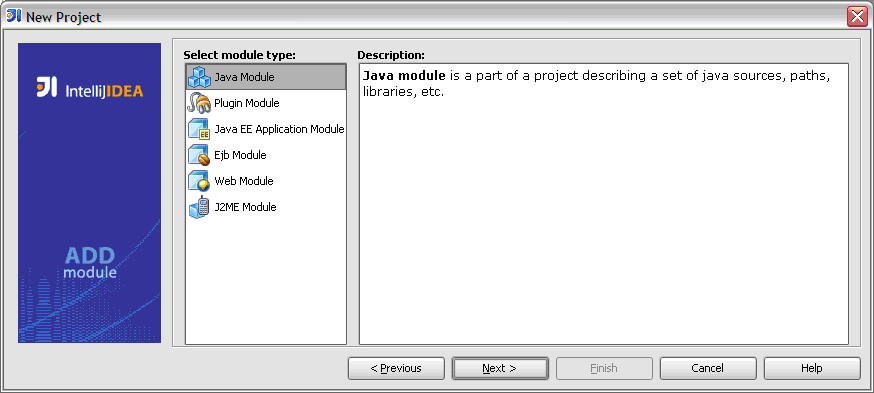 New Project
IntelliJIDEA
ADD
module
Select module type:
Java Module
Plugin Module
Java EE Application Module
EE
Ejb Module
Web Module
J2ME Module
Description:
Java module is a part of a project describing a set of java sources, paths,
libraries, etc.
< Previous
Next >
Finish
Cancel
Help